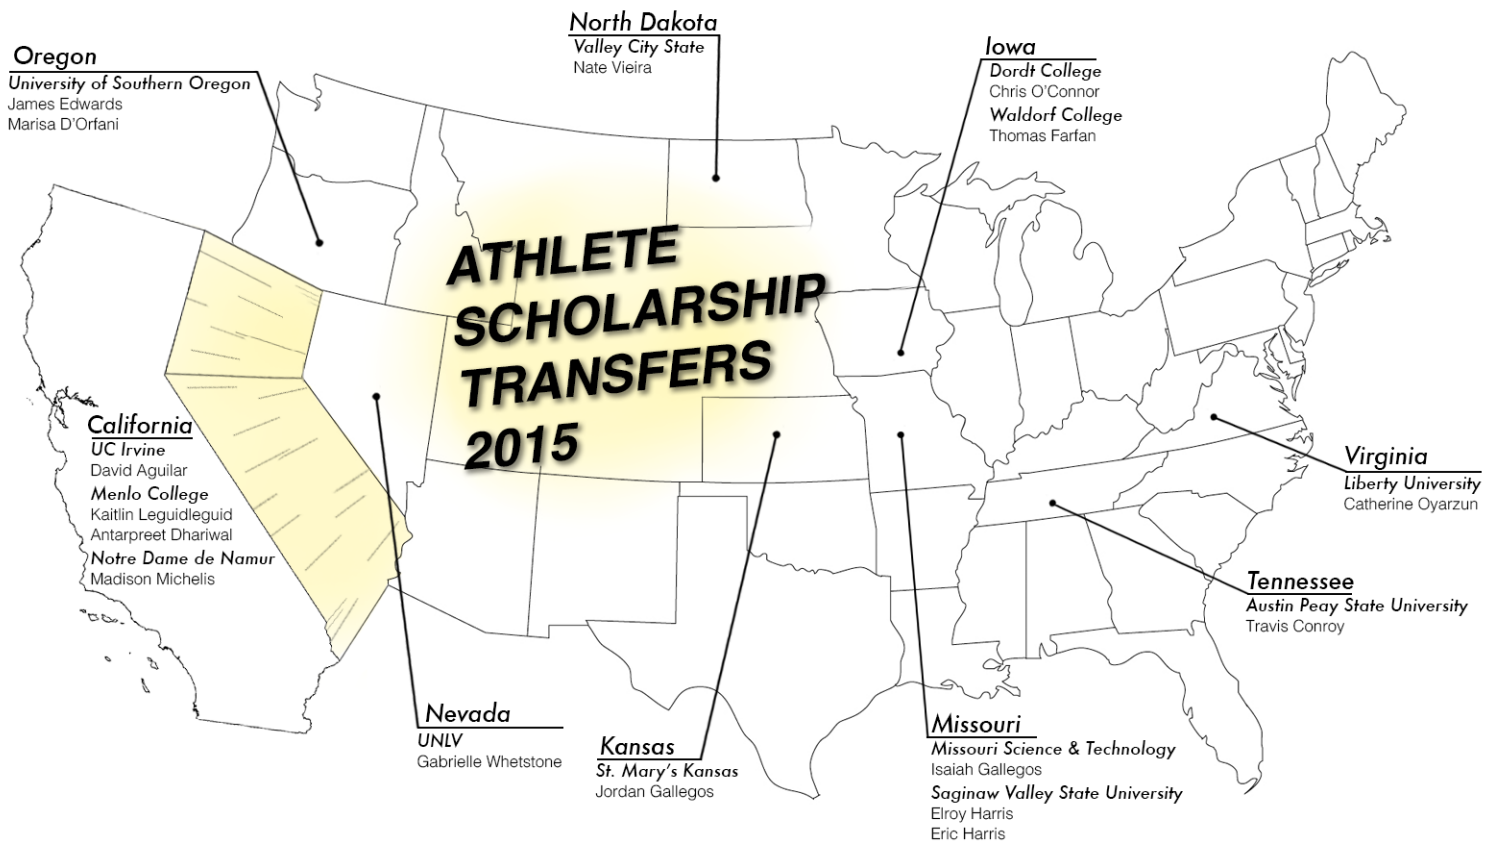 North Dakota
Valley City State
Nate Vieira
Oregon
University of Southern Oregon
James Edwards
Marisa D'Orfani
Iowa
Dordt College
Chris O'Connor
Waldorf College
Thomas Farfan
ATHLETE
SCHOLARSHIP
TRANSFERS
2015
California
UC Irvine
David Aguilar
Menlo College
Kaitlin Leguidleguid
Antarpreet Dhariwal
Notre Dame de Namur
Madison Michelis
Virginia
Liberty University
Catherine Oyarzun
Tennessee
Austin Peay State University
Travis Conroy
Nevada
UNLV
Gabrielle Whetstone
Kansas
St. Mary's Kansas
Jordan Gallegos
Missouri
Missouri Science & Technology
Isaiah Gallegos
Saginaw Valley State University
Elroy Harris
Eric Harris